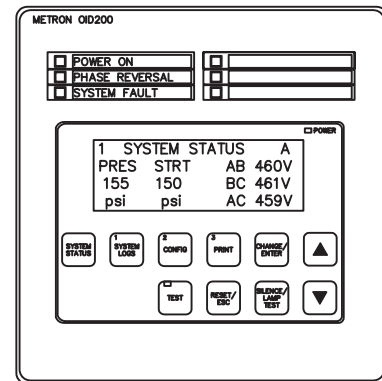 METRON OID200
POWER ON
PHASE REVERSAL
SYSTEM FAULT
POWER
1 SYSTEM STATUS A
PRES STRT AB 460V
155 150 BC 461V
psi psi AC 459V
SYSTEM STATUS
1 SYSTEM LOGS
2 CONFIG
3 PRINT
CHANGE/ENTER
TEST
RESET/ESC
SILENCE/LAMP TEST